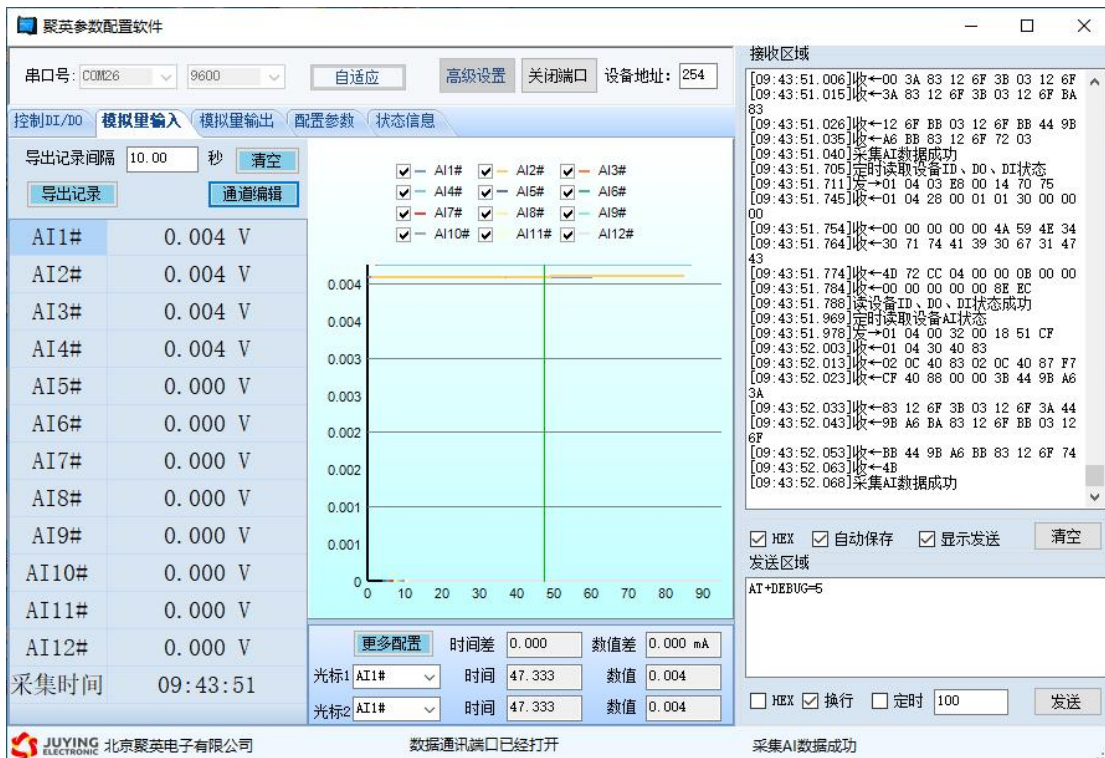 聚英参数配置软件
串口号: COM26 9600 自适应 高级设置 关闭端口 设备地址: 254
控制DI/DO 模拟里输入 模拟里输出 配置参数 状态信息
导出记录间隔 10.00 秒 清空
导出记录 通道编辑
AI1# 0.004 V
AI2# 0.004 V
AI3# 0.004 V
AI4# 0.004 V
AI5# 0.000 V
AI6# 0.000 V
AI7# 0.000 V
AI8# 0.000 V
AI9# 0.000 V
AI10# 0.000 V
AI11# 0.000 V
AI12# 0.000 V
采集时间 09:43:51
AI1# AI2# AI3#
AI4# AI5# AI6#
AI7# AI8# AI9#
AI10# AI11# AI12#
0.004
0.004
0.003
0.003
0.002
0.002
0.001
0.001
0
0 10 20 30 40 50 60 70 80 90
更多配置 时间差 0.000 数值差 0.000 mA
光标1 AI1# 时间 47.333 数值 0.004
光标2 AI1# 时间 47.333 数值 0.004
接收区域
[09:43:51.006]收←00 3A 83 12 6F 3B 03 12 6F
[09:43:51.015]收←3A 83 12 6F 3B 03 12 6F BA
83
[09:43:51.026]收←12 6F BB 03 12 6F BB 44 9B
[09:43:51.035]收←A6 BB 83 12 6F 72 03
[09:43:51.040]采集AI数据成功
[09:43:51.705]定时读取设备ID、DO、DI状态
[09:43:51.711]发→01 04 03 E8 00 14 70 75
[09:43:51.745]收←01 04 28 00 01 01 30 00 00
00
[09:43:51.754]收←00 00 00 00 00 4A 59 4E 34
[09:43:51.764]收←30 71 74 41 39 30 67 31 47
43
[09:43:51.774]收←4D 72 CC 04 00 00 0B 00 00
[09:43:51.784]收←00 00 00 00 00 8E EC
[09:43:51.788]读设备ID、DO、DI状态成功
[09:43:51.969]定时读取设备AI状态
[09:43:51.978]发→01 04 00 32 00 18 51 CF
[09:43:52.003]收←01 04 30 40 83
[09:43:52.013]收←02 0C 40 83 02 0C 40 87 F7
[09:43:52.023]收←CF 40 88 00 00 3B 44 9B A6
3A
[09:43:52.033]收←83 12 6F 3B 03 12 6F 3A 44
[09:43:52.043]收←9B A6 BA 83 12 6F BB 03 12
6F
[09:43:52.053]收←BB 44 9B A6 BB 83 12 6F 74
[09:43:52.063]收←4B
[09:43:52.068]采集AI数据成功
HEX 自动保存 显示发送 清空
发送区域
AT+DEBUG=5
HEX 换行 定时 100 发送
JUYING ELECTRONIC 北京聚英电子有限公司 数据通讯端口已经打开 采集AI数据成功